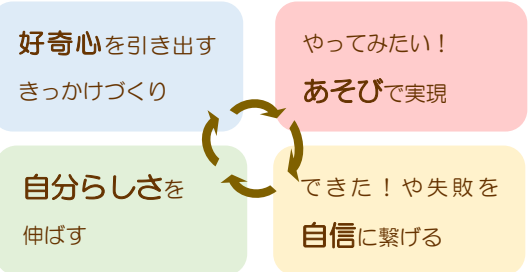 好奇心を引き出す
きっかけづくり
やってみたい！
あそびで実現
自分らしさを
伸ばす
できた！や失敗を
自信に繋げる